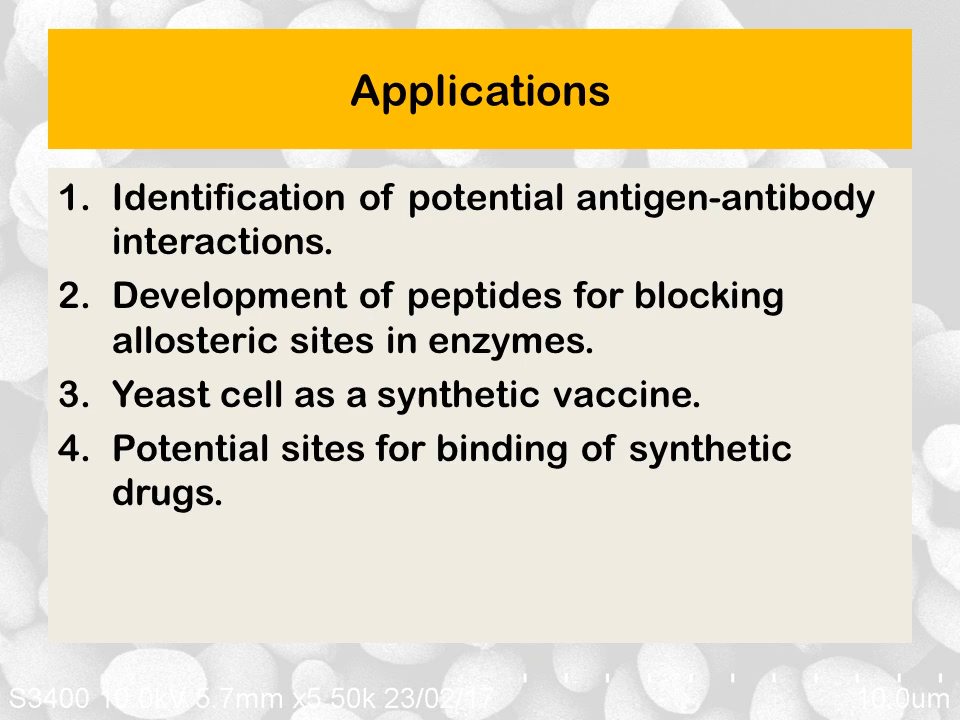 Applications
1. Identification of potential antigen-antibody
interactions.
2. Development of peptides for blocking
allosteric sites in enzymes.
3. Yeast cell as a synthetic vaccine.
4. Potential sites for binding of synthetic
drugs.
S3400 10.0kV 5.7mm x5.50k 23/02/17 10.0um